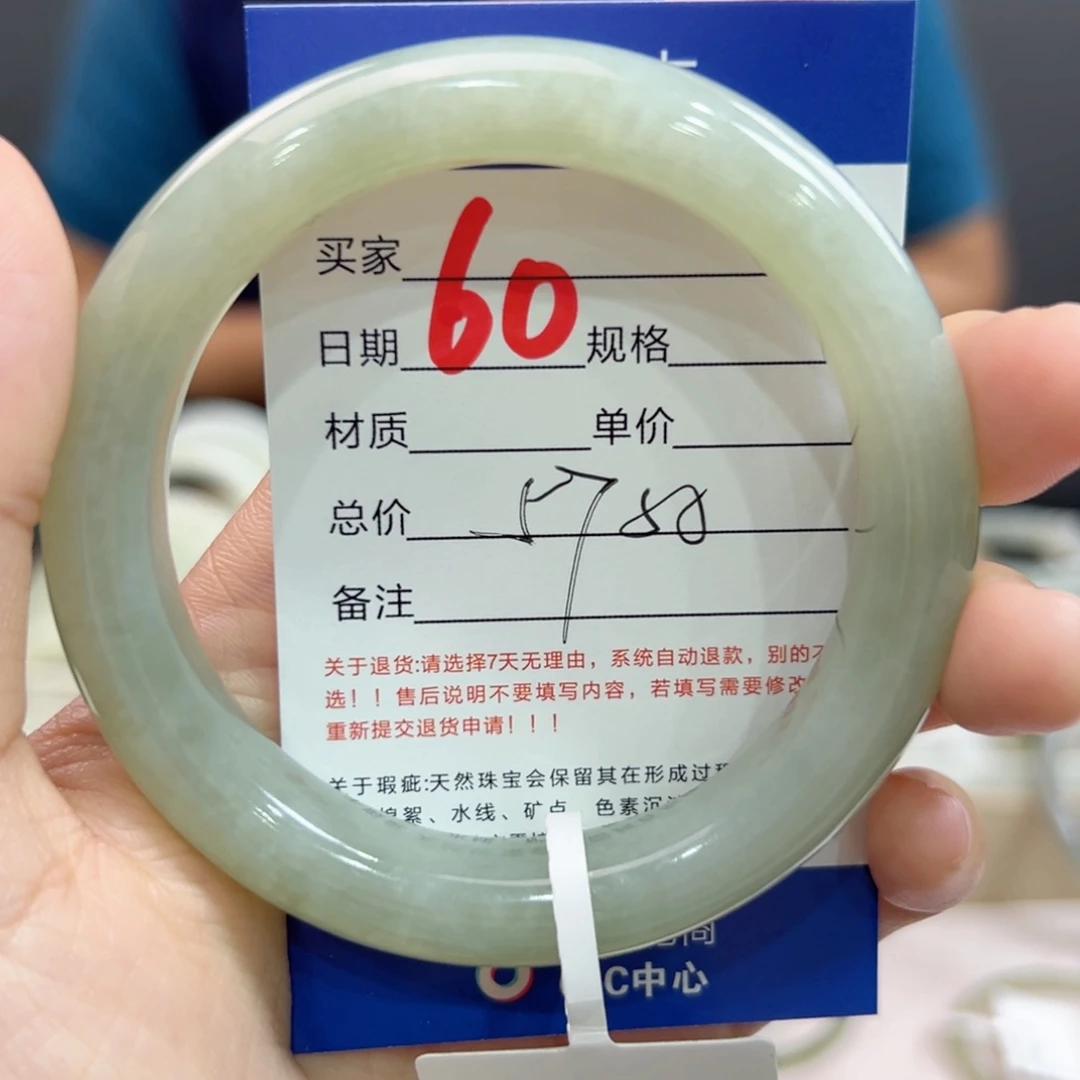 买家
60
日期 规格
材质 单价
总价 5788
备注
关于退货:请选择7天无理由，系统自动退款，别的不
选！！售后说明不要填写内容，若填写需要修改
重新提交退货申请！！！
关于瑕疵:天然珠宝会保留其在形成过程
棉絮、水线、矿点、色素沉淀
C中心